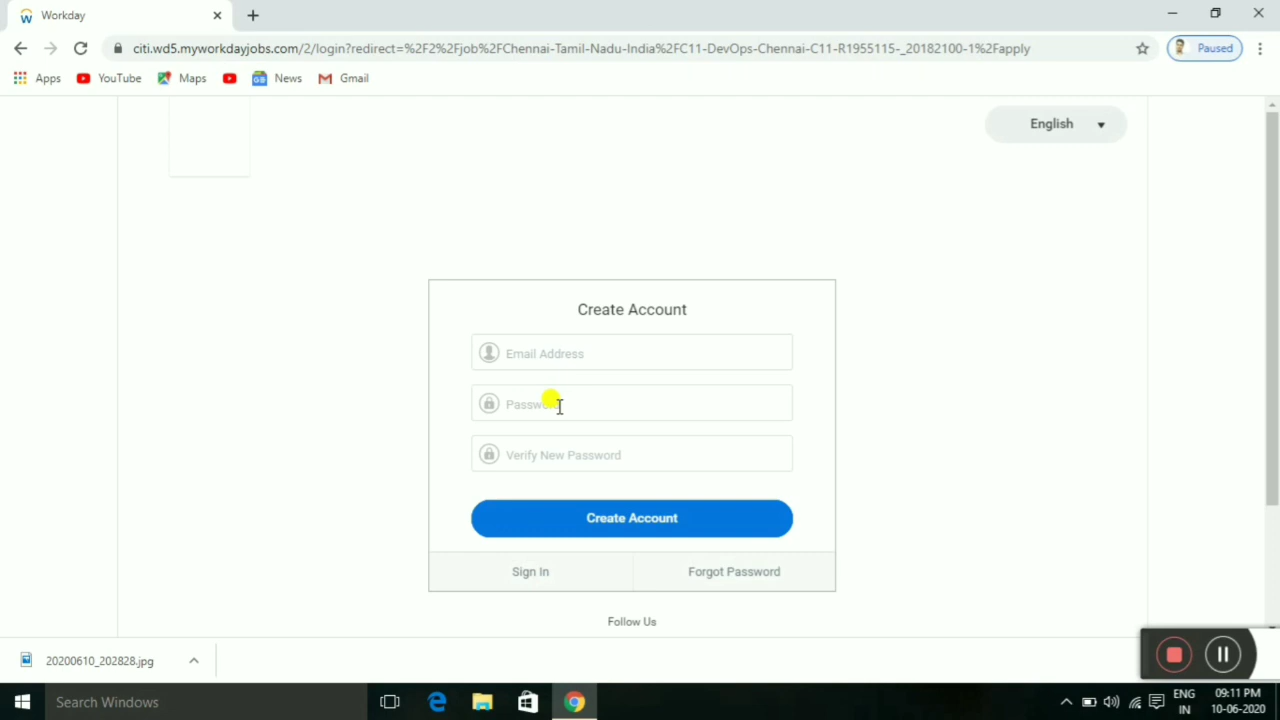 Workday
citi.wd5.myworkdayjobs.com/2/login?redirect=%2F2%2Fjob%2FChennai-Tamil-Nadu-India%2FC11-DevOps-Chennai-C11-R1955115-_20182100-1%2Fapply
Paused
Apps YouTube Maps News Gmail
English
Create Account
Email Address
Password
Verify New Password
Create Account
Sign In Forgot Password
Follow Us
20200610_202828.jpg
Search Windows
ENG 09:11 PM
IN 10-06-2020